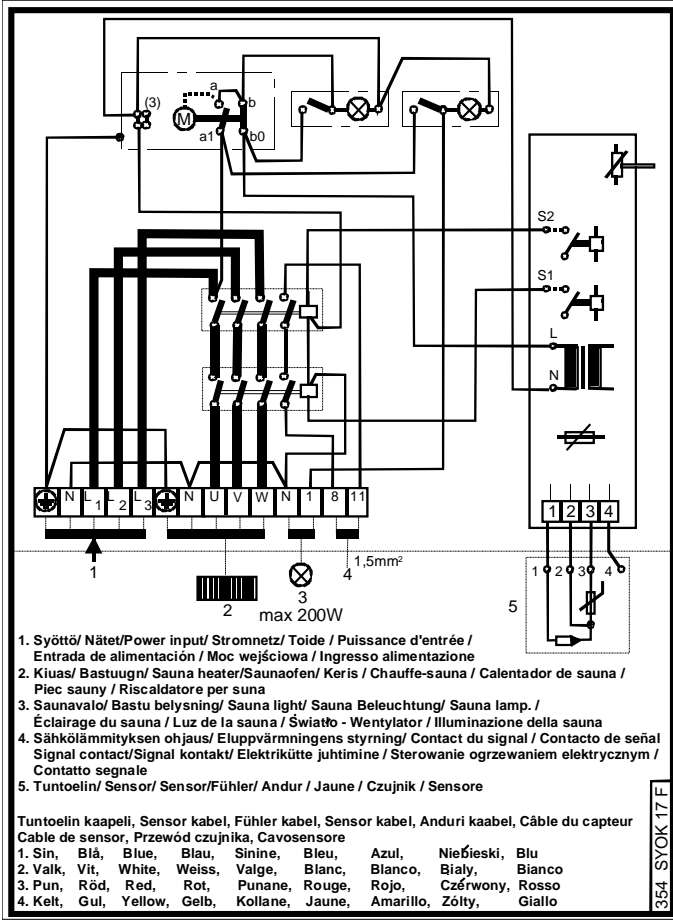 a
(3)
b
M
a1
b0
S2
S1
L
N
N L1 L2 L3 N U V W N 1 8 11
1 2 3 4
1,5mm²
1
2
3
4
max 200W
1 2 3 4
5
1. Syöttö/ Nätet/Power input/ Stromnetz/ Toide / Puissance d'entrée /
Entrada de alimentación / Moc wejściowa / Ingresso alimentazione
2. Kiuas/ Bastuugn/ Sauna heater/Saunaofen/ Keris / Chauffe-sauna / Calentador de sauna /
Piec sauny / Riscaldatore per suna
3. Saunavalo/ Bastu belysning/ Sauna light/ Sauna Beleuchtung/ Sauna lamp. /
Éclairage du sauna / Luz de la sauna / Światło - Wentylator / Illuminazione della sauna
4. Sähkölämmityksen ohjaus/ Eluppvärmningens styrning/ Contact du signal / Contacto de señal
Signal contact/Signal kontakt/ Elektrikütte juhtimine / Sterowanie ogrzewaniem elektrycznym /
Contatto segnale
5. Tuntoelin/ Sensor/ Sensor/Fühler/ Andur / Jaune / Czujnik / Sensore
Tuntoelin kaapeli, Sensor kabel, Fühler kabel, Sensor kabel, Anduri kaabel, Câble du capteur
Cable de sensor, Przewód czujnika, Cavosensore
1. Sin, Blå, Blue, Blau, Sinine, Bleu, Azul, Niebieski, Blu
2. Valk, Vit, White, Weiss, Valge, Blanc, Blanco, Bialy, Bianco
3. Pun, Röd, Red, Rot, Punane, Rouge, Rojo, Czerwony, Rosso
4. Kelt, Gul, Yellow, Gelb, Kollane, Jaune, Amarillo, Zólty, Giallo
354 SYOK 17 F